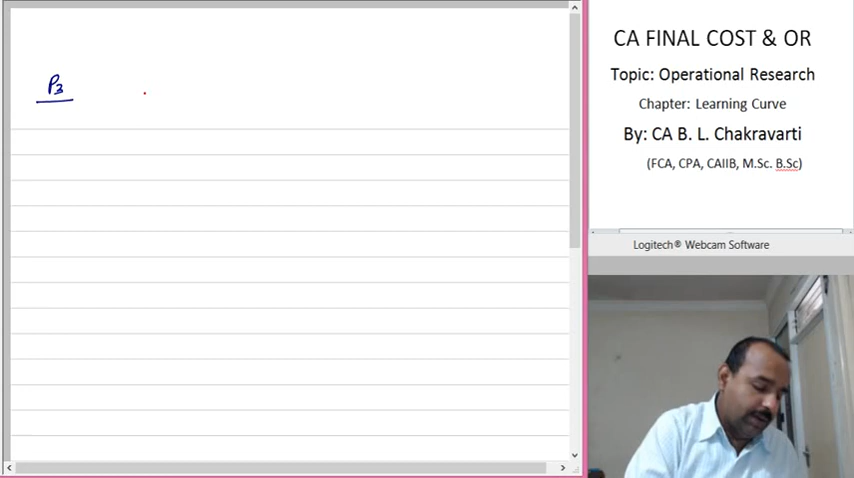 P3
CA FINAL COST & OR
Topic: Operational Research
Chapter: Learning Curve
By: CA B. L. Chakravarti
(FCA, CPA, CAIIB, M.Sc. B.Sc)
Logitech® Webcam Software